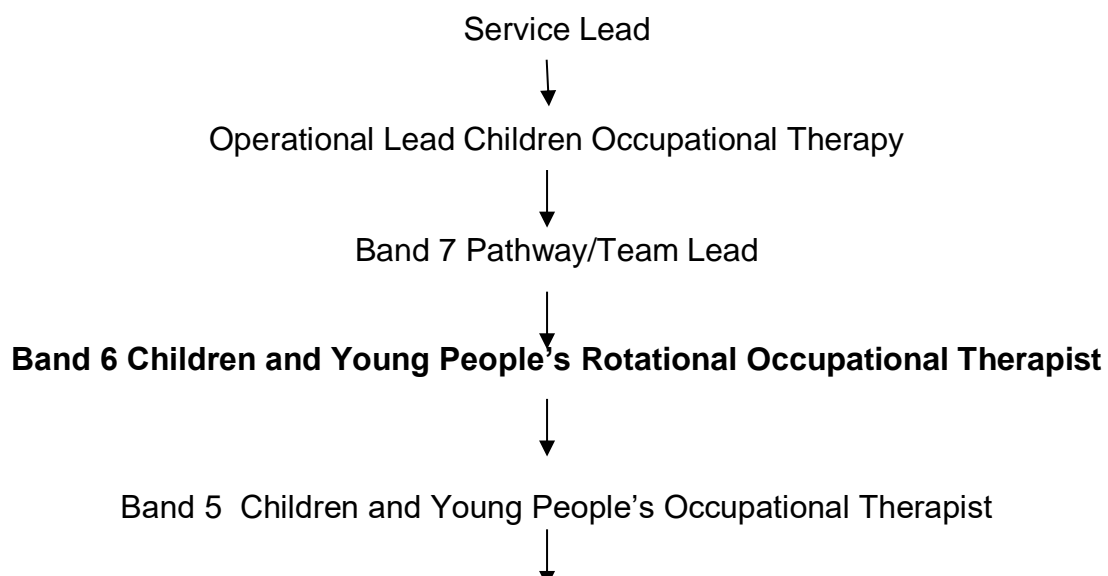 Service Lead
Operational Lead Children Occupational Therapy
Band 7 Pathway/Team Lead
Band 6 Children and Young People’s Rotational Occupational Therapist
Band 5  Children and Young People’s Occupational Therapist